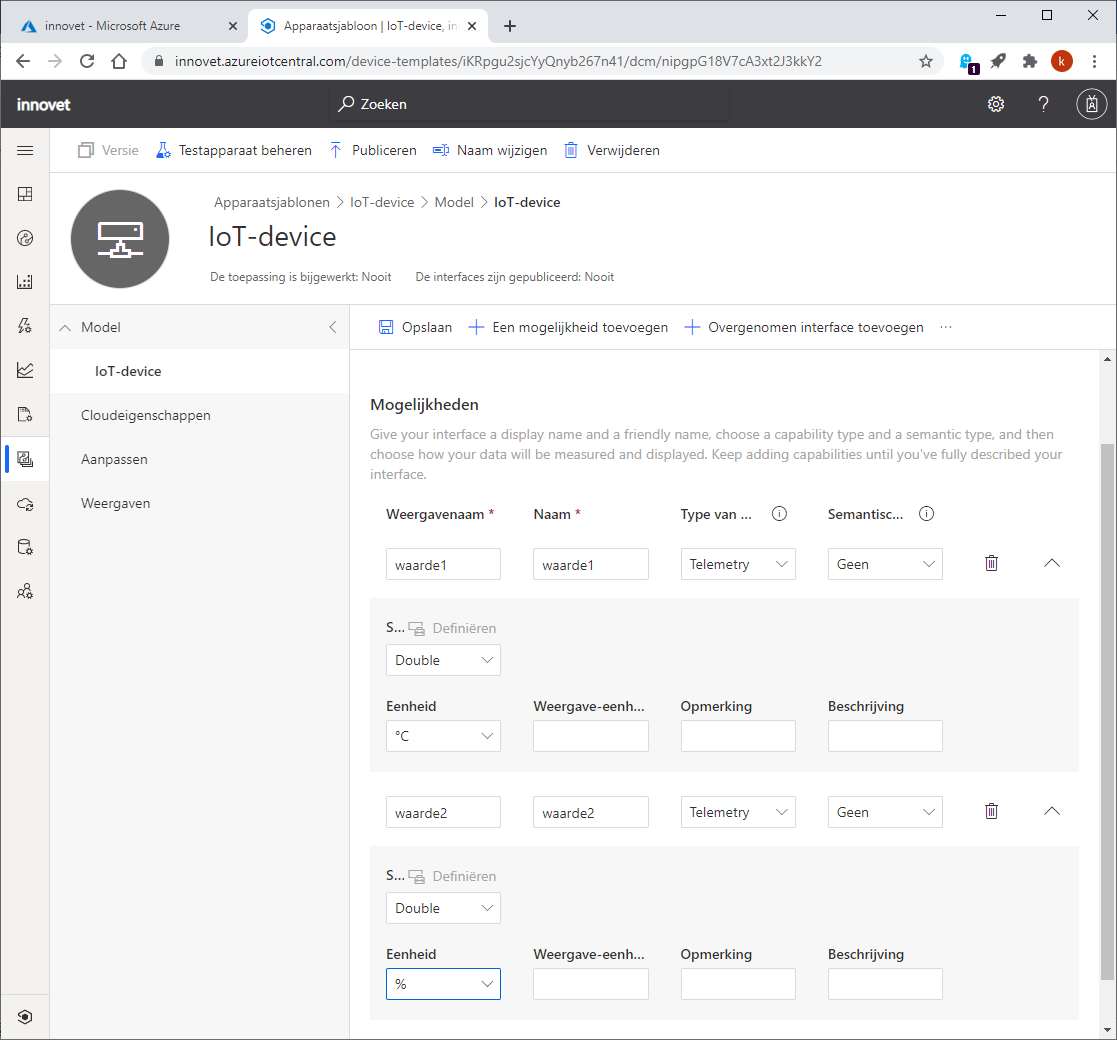 innovet - Microsoft Azure
Apparaatsjabloon | IoT-device, in
innovet.azureiotcentral.com/device-templates/iKRpgu2sjcYyQnyb267n41/dcm/nipgpG18V7cA3xt2J3kkY2
1
k
innovet
Zoeken
?
Versie
Testapparaat beheren
Publiceren
Naam wijzigen
Verwijderen
Apparaatsjablonen > IoT-device > Model > IoT-device
IoT-device
De toepassing is bijgewerkt: Nooit
De interfaces zijn gepubliceerd: Nooit
Model
IoT-device
Cloudeigenschappen
Aanpassen
Weergaven
Opslaan
Een mogelijkheid toevoegen
Overgenomen interface toevoegen
...
Mogelijkheden
Give your interface a display name and a friendly name, choose a capability type and a semantic type, and then
choose how your data will be measured and displayed. Keep adding capabilities until you've fully described your
interface.
Weergavenaam * Naam * Type van ... Semantisc...
waarde1 waarde1 Telemetry Geen
S... Definiëren
Double
Eenheid Weergave-eenh... Opmerking Beschrijving
°C
waarde2 waarde2 Telemetry Geen
S... Definiëren
Double
Eenheid Weergave-eenh... Opmerking Beschrijving
%